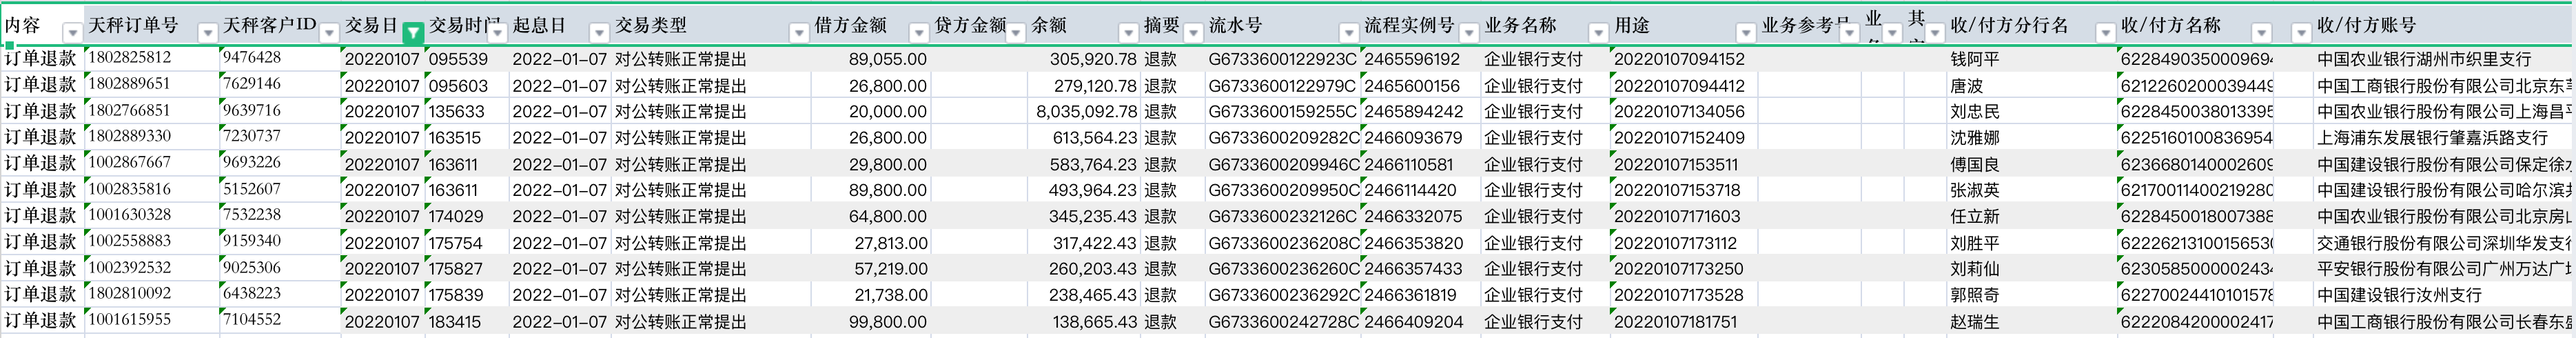 内容 天秤订单号 天秤客户ID 交易日 交易时间 起息日 交易类型 借方金额 贷方金额 余额 摘要 流水号 流程实例号 业务名称 用途 业务参考号 业 其 收/付方分行名 收/付方名称 收/付方账号
订单退款 1802825812 9476428 20220107 095539 2022-01-07 对公转账正常提出 89,055.00 305,920.78 退款 G6733600122923C 2465596192 企业银行支付 20220107094152 钱阿平 622849035000969 中国农业银行湖州市织里支行
订单退款 1802889651 7629146 20220107 095603 2022-01-07 对公转账正常提出 26,800.00 279,120.78 退款 G6733600122979C 2465600156 企业银行支付 20220107094412 唐波 621226020003944 中国工商银行股份有限公司北京东
订单退款 1802766851 9639716 20220107 135633 2022-01-07 对公转账正常提出 20,000.00 8,035,092.78 退款 G6733600159255C 2465894242 企业银行支付 20220107134056 刘忠民 622845003801339 中国农业银行股份有限公司上海昌
订单退款 1802889330 7230737 20220107 163515 2022-01-07 对公转账正常提出 26,800.00 613,564.23 退款 G6733600209282C 2466093679 企业银行支付 20220107152409 沈雅娜 6225160100836954 上海浦东发展银行肇嘉浜路支行
订单退款 1002867667 9693226 20220107 163611 2022-01-07 对公转账正常提出 29,800.00 583,764.23 退款 G6733600209946C 2466110581 企业银行支付 20220107153511 傅国良 623668014000260 中国建设银行股份有限公司保定徐
订单退款 1002835816 5152607 20220107 163611 2022-01-07 对公转账正常提出 89,800.00 493,964.23 退款 G6733600209950C 2466114420 企业银行支付 20220107153718 张淑英 621700114002192 中国建设银行股份有限公司哈尔滨
订单退款 1001630328 7532238 20220107 174029 2022-01-07 对公转账正常提出 64,800.00 345,235.43 退款 G6733600232126C 2466332075 企业银行支付 20220107171603 任立新 622845001800738 中国农业银行股份有限公司北京房
订单退款 1002558883 9159340 20220107 175754 2022-01-07 对公转账正常提出 27,813.00 317,422.43 退款 G6733600236208C 2466353820 企业银行支付 20220107173112 刘胜平 622262131001565 交通银行股份有限公司深圳华发支
订单退款 1002392532 9025306 20220107 175827 2022-01-07 对公转账正常提出 57,219.00 260,203.43 退款 G6733600236260C 2466357433 企业银行支付 20220107173250 刘莉仙 623058500000243 平安银行股份有限公司广州万达广
订单退款 1802810092 6438223 20220107 175839 2022-01-07 对公转账正常提出 21,738.00 238,465.43 退款 G6733600236292C 2466361819 企业银行支付 20220107173528 郭照奇 622700244101015 中国建设银行汝州支行
订单退款 1001615955 7104552 20220107 183415 2022-01-07 对公转账正常提出 99,800.00 138,665.43 退款 G6733600242728C 2466409204 企业银行支付 20220107181751 赵瑞生 622208420000241 中国工商银行股份有限公司长春东